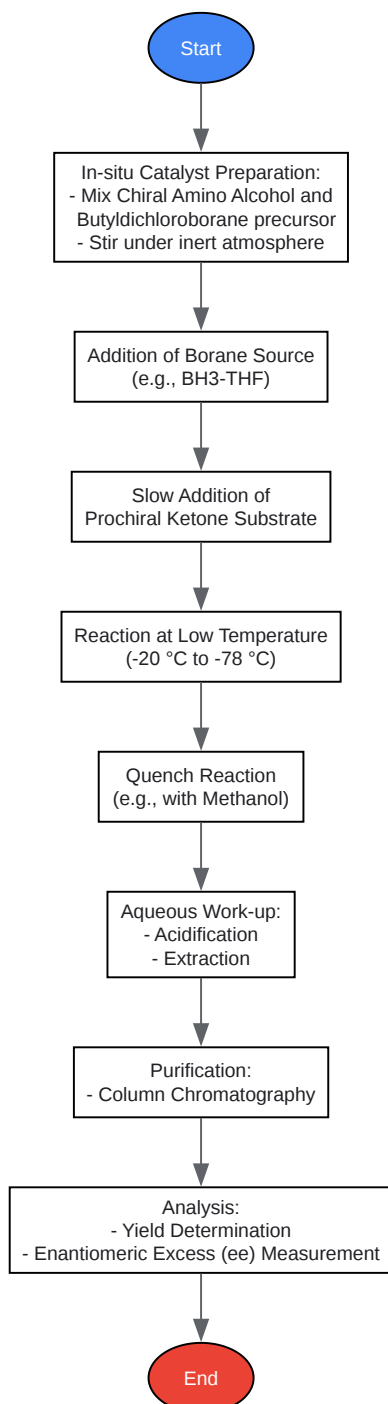 Start
In-situ Catalyst Preparation:
- Mix Chiral Amino Alcohol and
Butyldichloroborane precursor
- Stir under inert atmosphere
Addition of Borane Source
(e.g., BH3-THF)
Slow Addition of
Prochiral Ketone Substrate
Reaction at Low Temperature
(-20 °C to -78 °C)
Quench Reaction
(e.g., with Methanol)
Aqueous Work-up:
- Acidification
- Extraction
Purification:
- Column Chromatography
Analysis:
- Yield Determination
- Enantiomeric Excess (ee) Measurement
End